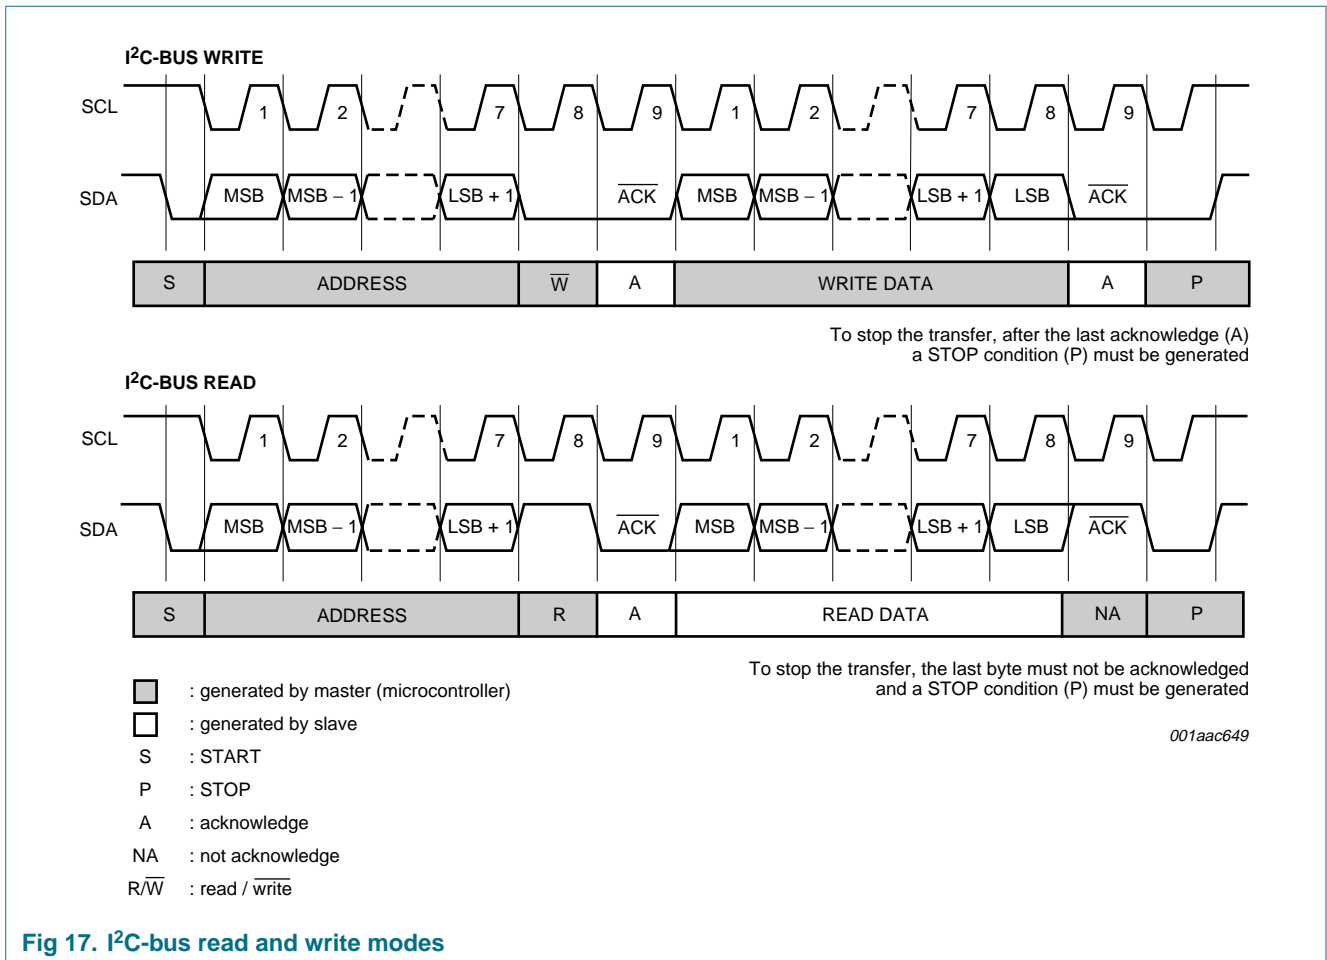 I²C-BUS WRITE
SCL 1 2 7 8 9 1 2 7 8 9
SDA MSB MSB − 1 LSB + 1 A̅C̅K̅ MSB MSB − 1 LSB + 1 LSB A̅C̅K̅
S ADDRESS W̅ A WRITE DATA A P
To stop the transfer, after the last acknowledge (A)
a STOP condition (P) must be generated
I²C-BUS READ
SCL 1 2 7 8 9 1 2 7 8 9
SDA MSB MSB − 1 LSB + 1 A̅C̅K̅ MSB MSB − 1 LSB + 1 LSB A̅C̅K̅
S ADDRESS R A READ DATA NA P
To stop the transfer, the last byte must not be acknowledged
and a STOP condition (P) must be generated
: generated by master (microcontroller)
: generated by slave
001aac649
S : START
P : STOP
A : acknowledge
NA : not acknowledge
R/W̅ : read / w̅r̅i̅t̅e̅
Fig 17. I²C-bus read and write modes